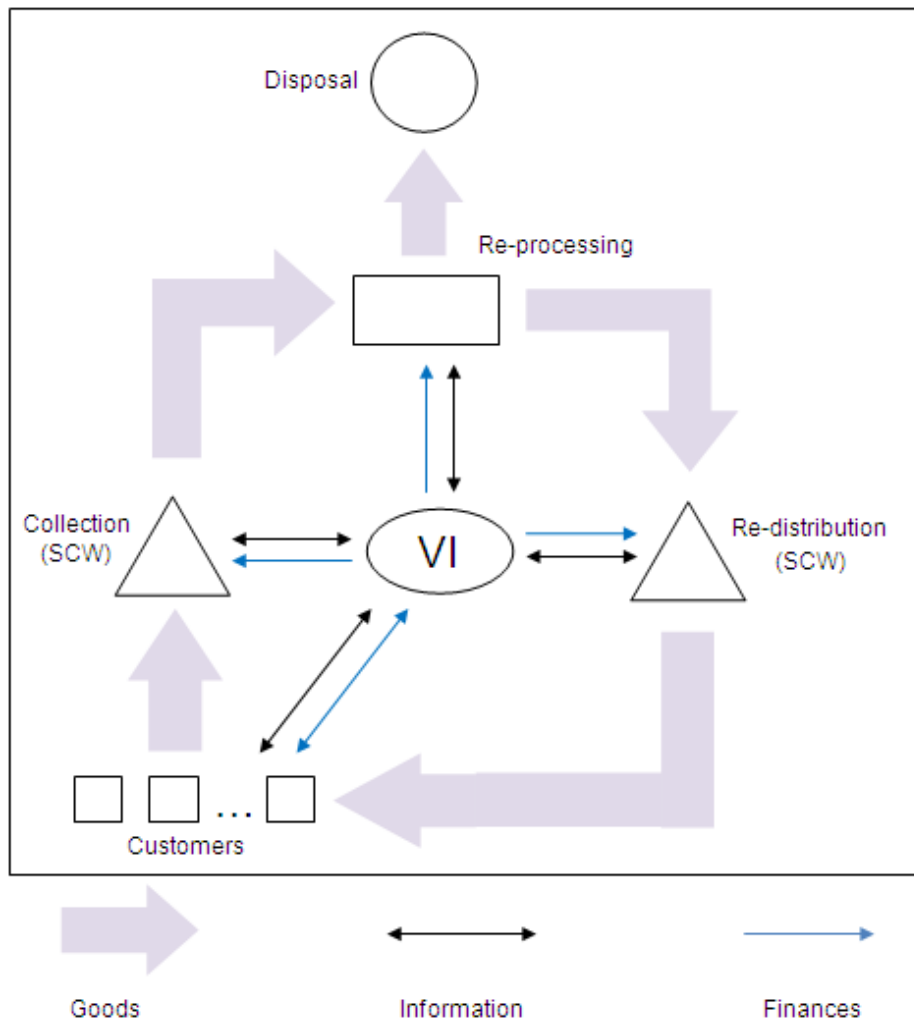 Disposal
Re-processing
Collection
(SCW)
VI
Re-distribution
(SCW)
...
Customers
Goods
Information
Finances